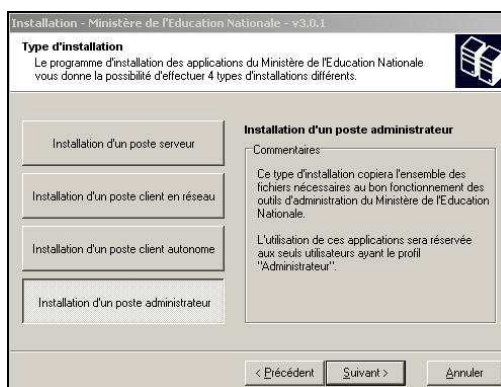 Installation - Ministère de l'Education Nationale - v3.0.1
Type d'installation
Le programme d'installation des applications du Ministère de l'Education Nationale
vous donne la possibilité d'effectuer 4 types d'installations différents.
Installation d'un poste serveur
Installation d'un poste client en réseau
Installation d'un poste client autonome
Installation d'un poste administrateur
Installation d'un poste administrateur
Commentaires
Ce type d'installation copiera l'ensemble des
fichiers nécessaires au bon fonctionnement des
outils d'administration du Ministère de l'Education
Nationale.
L'utilisation de ces applications sera réservée
aux seuls utilisateurs ayant le profil
"Administrateur".
< Précédent
Suivant >
Annuler